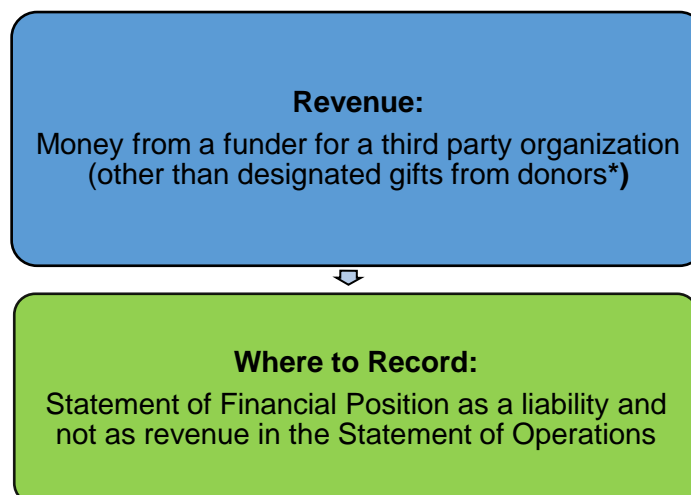 Revenue:
Money from a funder for a third party organization
(other than designated gifts from donors*)
Where to Record:
Statement of Financial Position as a liability and
not as revenue in the Statement of Operations